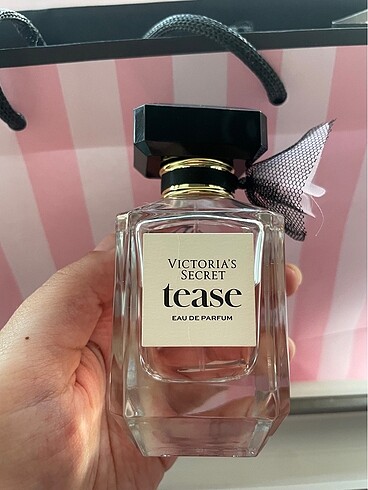 VICTORIA'S
SECRET
tease
EAU DE PARFUM